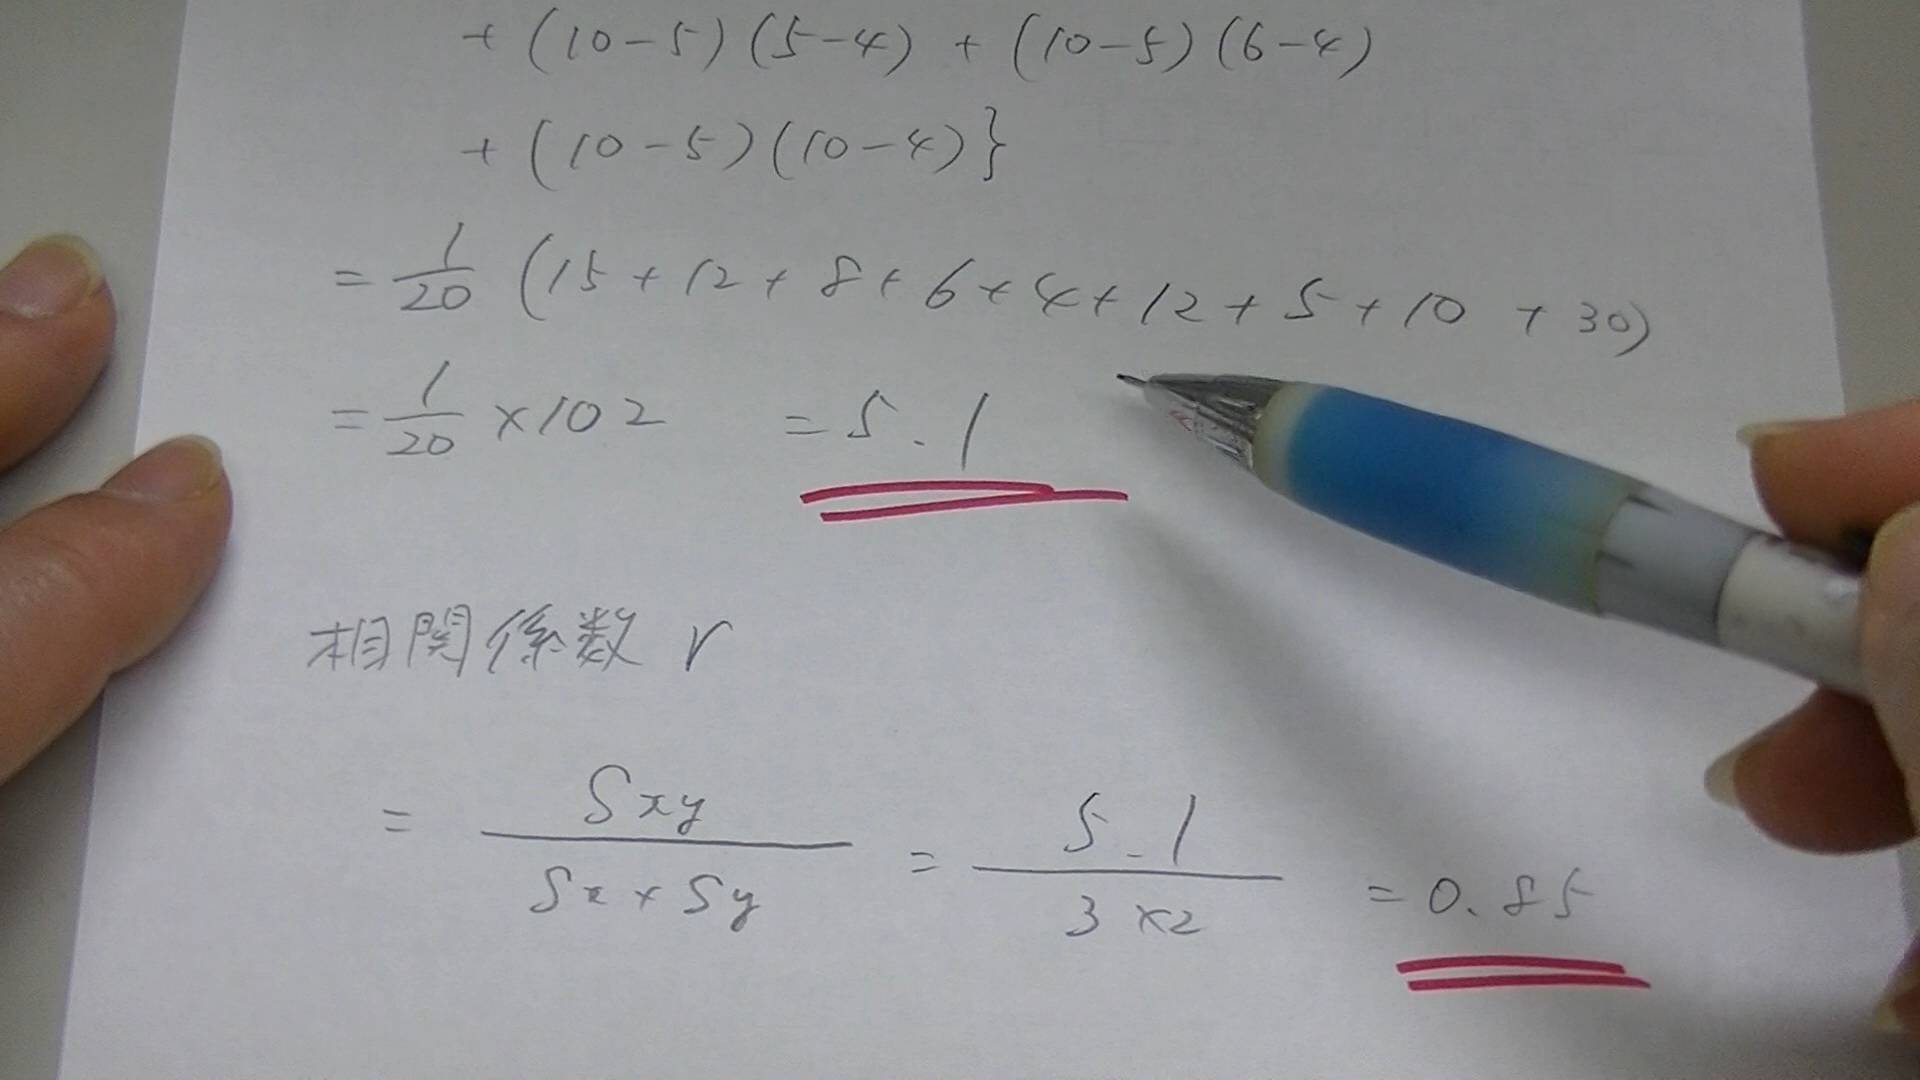 + (10-5)(5-4) + (10-5)(6-4)
+ (10-5)(10-4)}
= 1/20 (15+12+8+6+4+12+5+10+30)
= 1/20 ×102 = 5.1
相関係数 r
= Sxy/Sx×Sy = 5.1/3×2 = 0.85